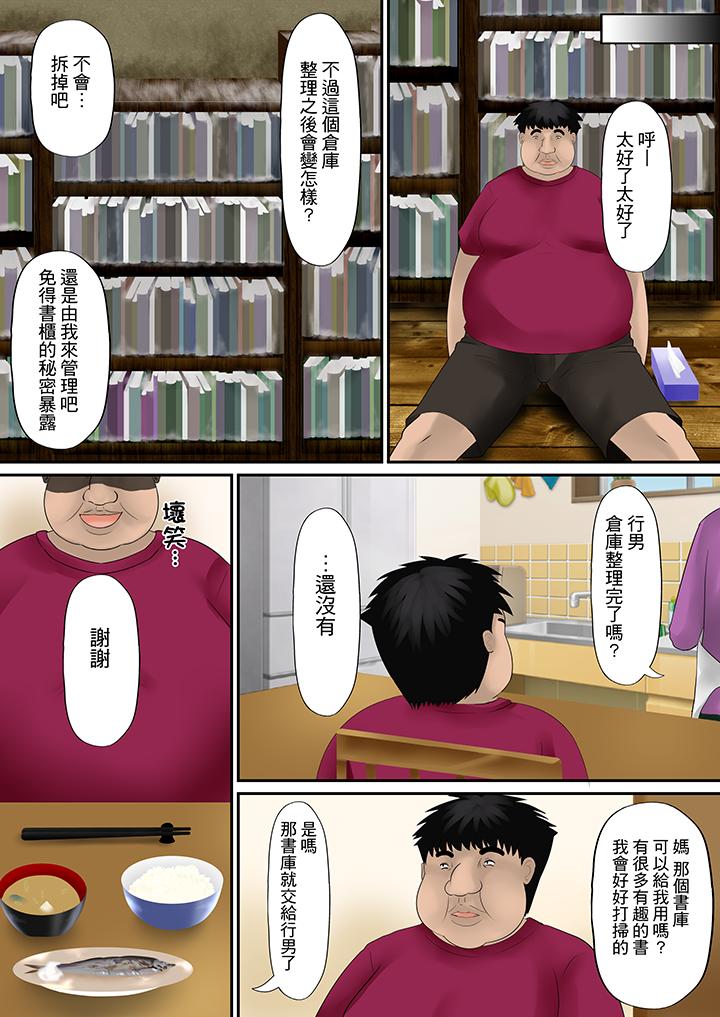 呼—
太好了太好了
不過這個倉庫
整理之後會變怎樣？
不會…
拆掉吧
還是由我來管理吧
免得書櫃的秘密暴露
行男
倉庫整理完了嗎？
…還沒有
媽 那個書庫
可以給我用嗎？
有很多有趣的書
我會好好打掃的
是嗎
那書庫就交給行男了
壞笑…
謝謝